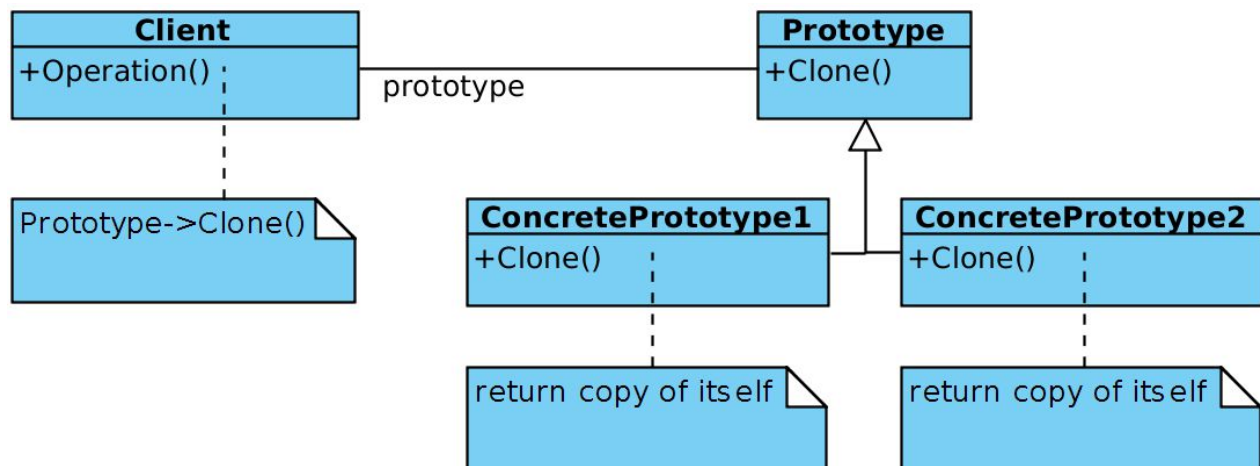 Client
+Operation()
Prototype
+Clone()
prototype
Prototype->Clone()
ConcretePrototype1
+Clone()
ConcretePrototype2
+Clone()
return copy of itself
return copy of itself